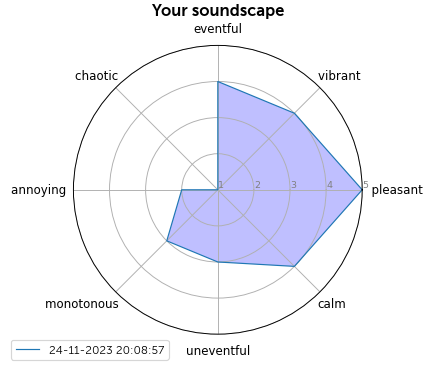 Your soundscape
eventful
chaotic
vibrant
annoying
1 2 3 4 5
pleasant
monotonous
calm
uneventful
24-11-2023 20:08:57